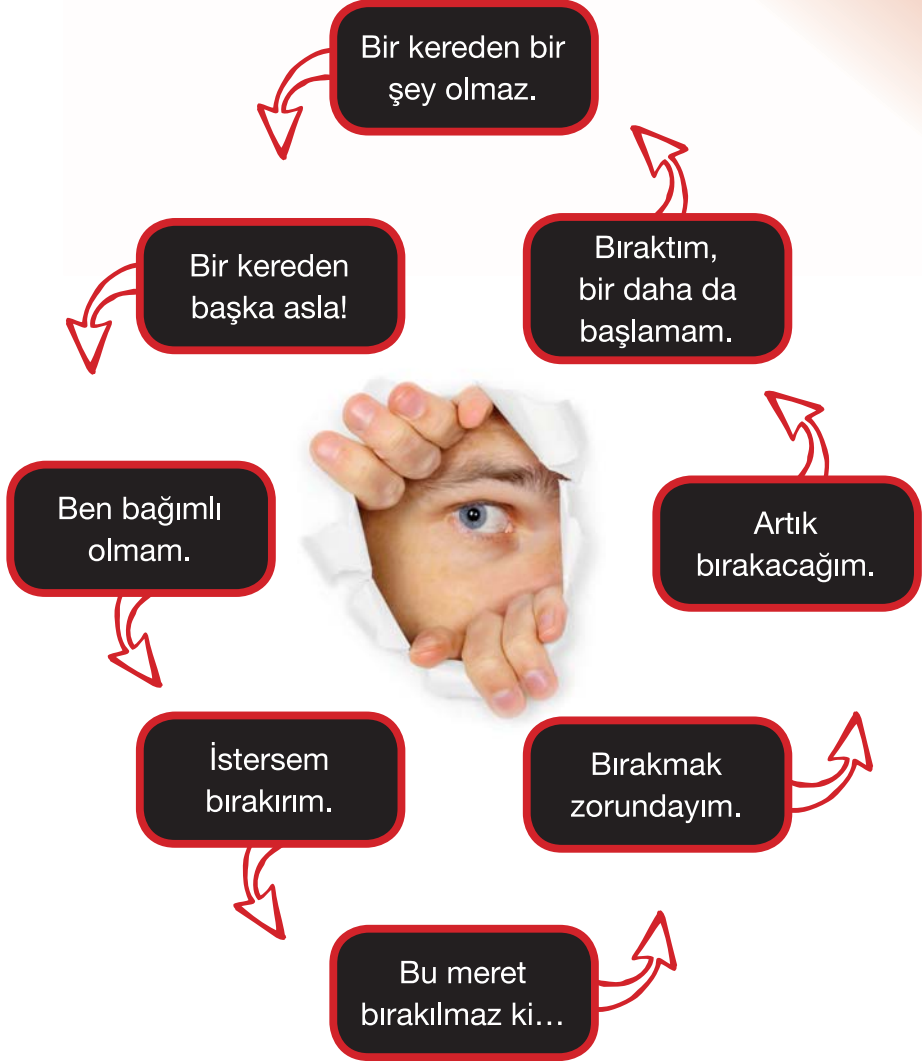 Bir kereden bir
şey olmaz.
Bir kereden
başka asla!
Ben bağımlı
olmam.
İstersem
bırakırım.
Bu meret
bırakılmaz ki…
Bırakmak
zorundayım.
Artık
bırakacağım.
Bıraktım,
bir daha da
başlamam.